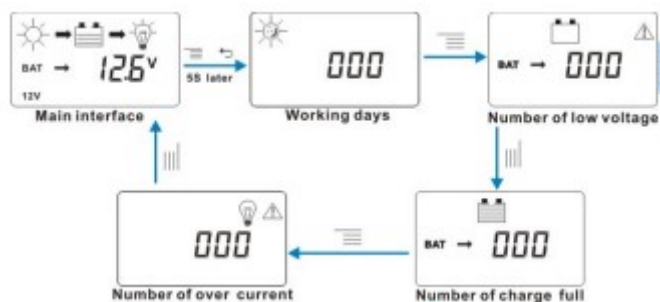 BAT → 12.6V
12V
Main interface
5S later
000
Working days
BAT → 000
Number of low voltage
000
Number of over current
BAT → 000
Number of charge full